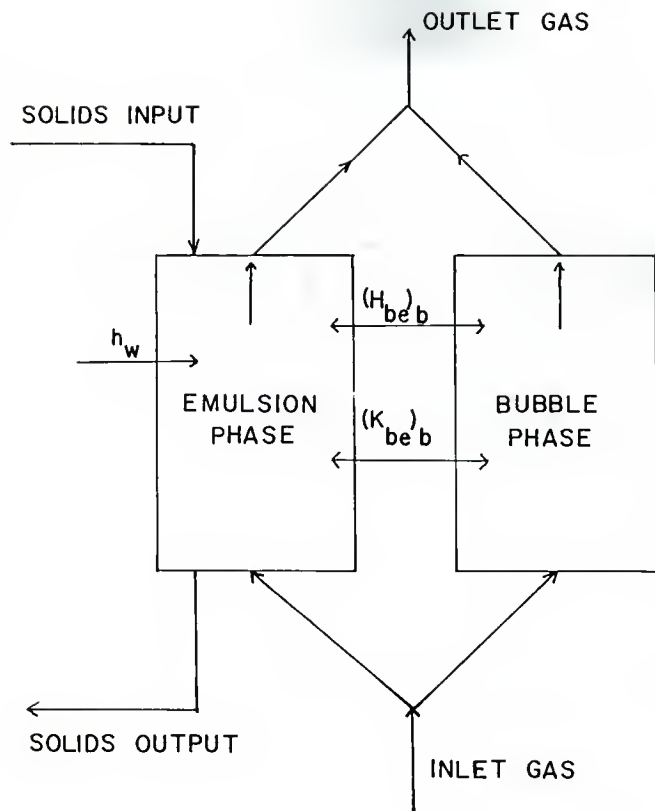 OUTLET GAS
SOLIDS INPUT
(H_be)_b
h_w
EMULSION
PHASE
BUBBLE
PHASE
(K_be)_b
SOLIDS OUTPUT
INLET GAS